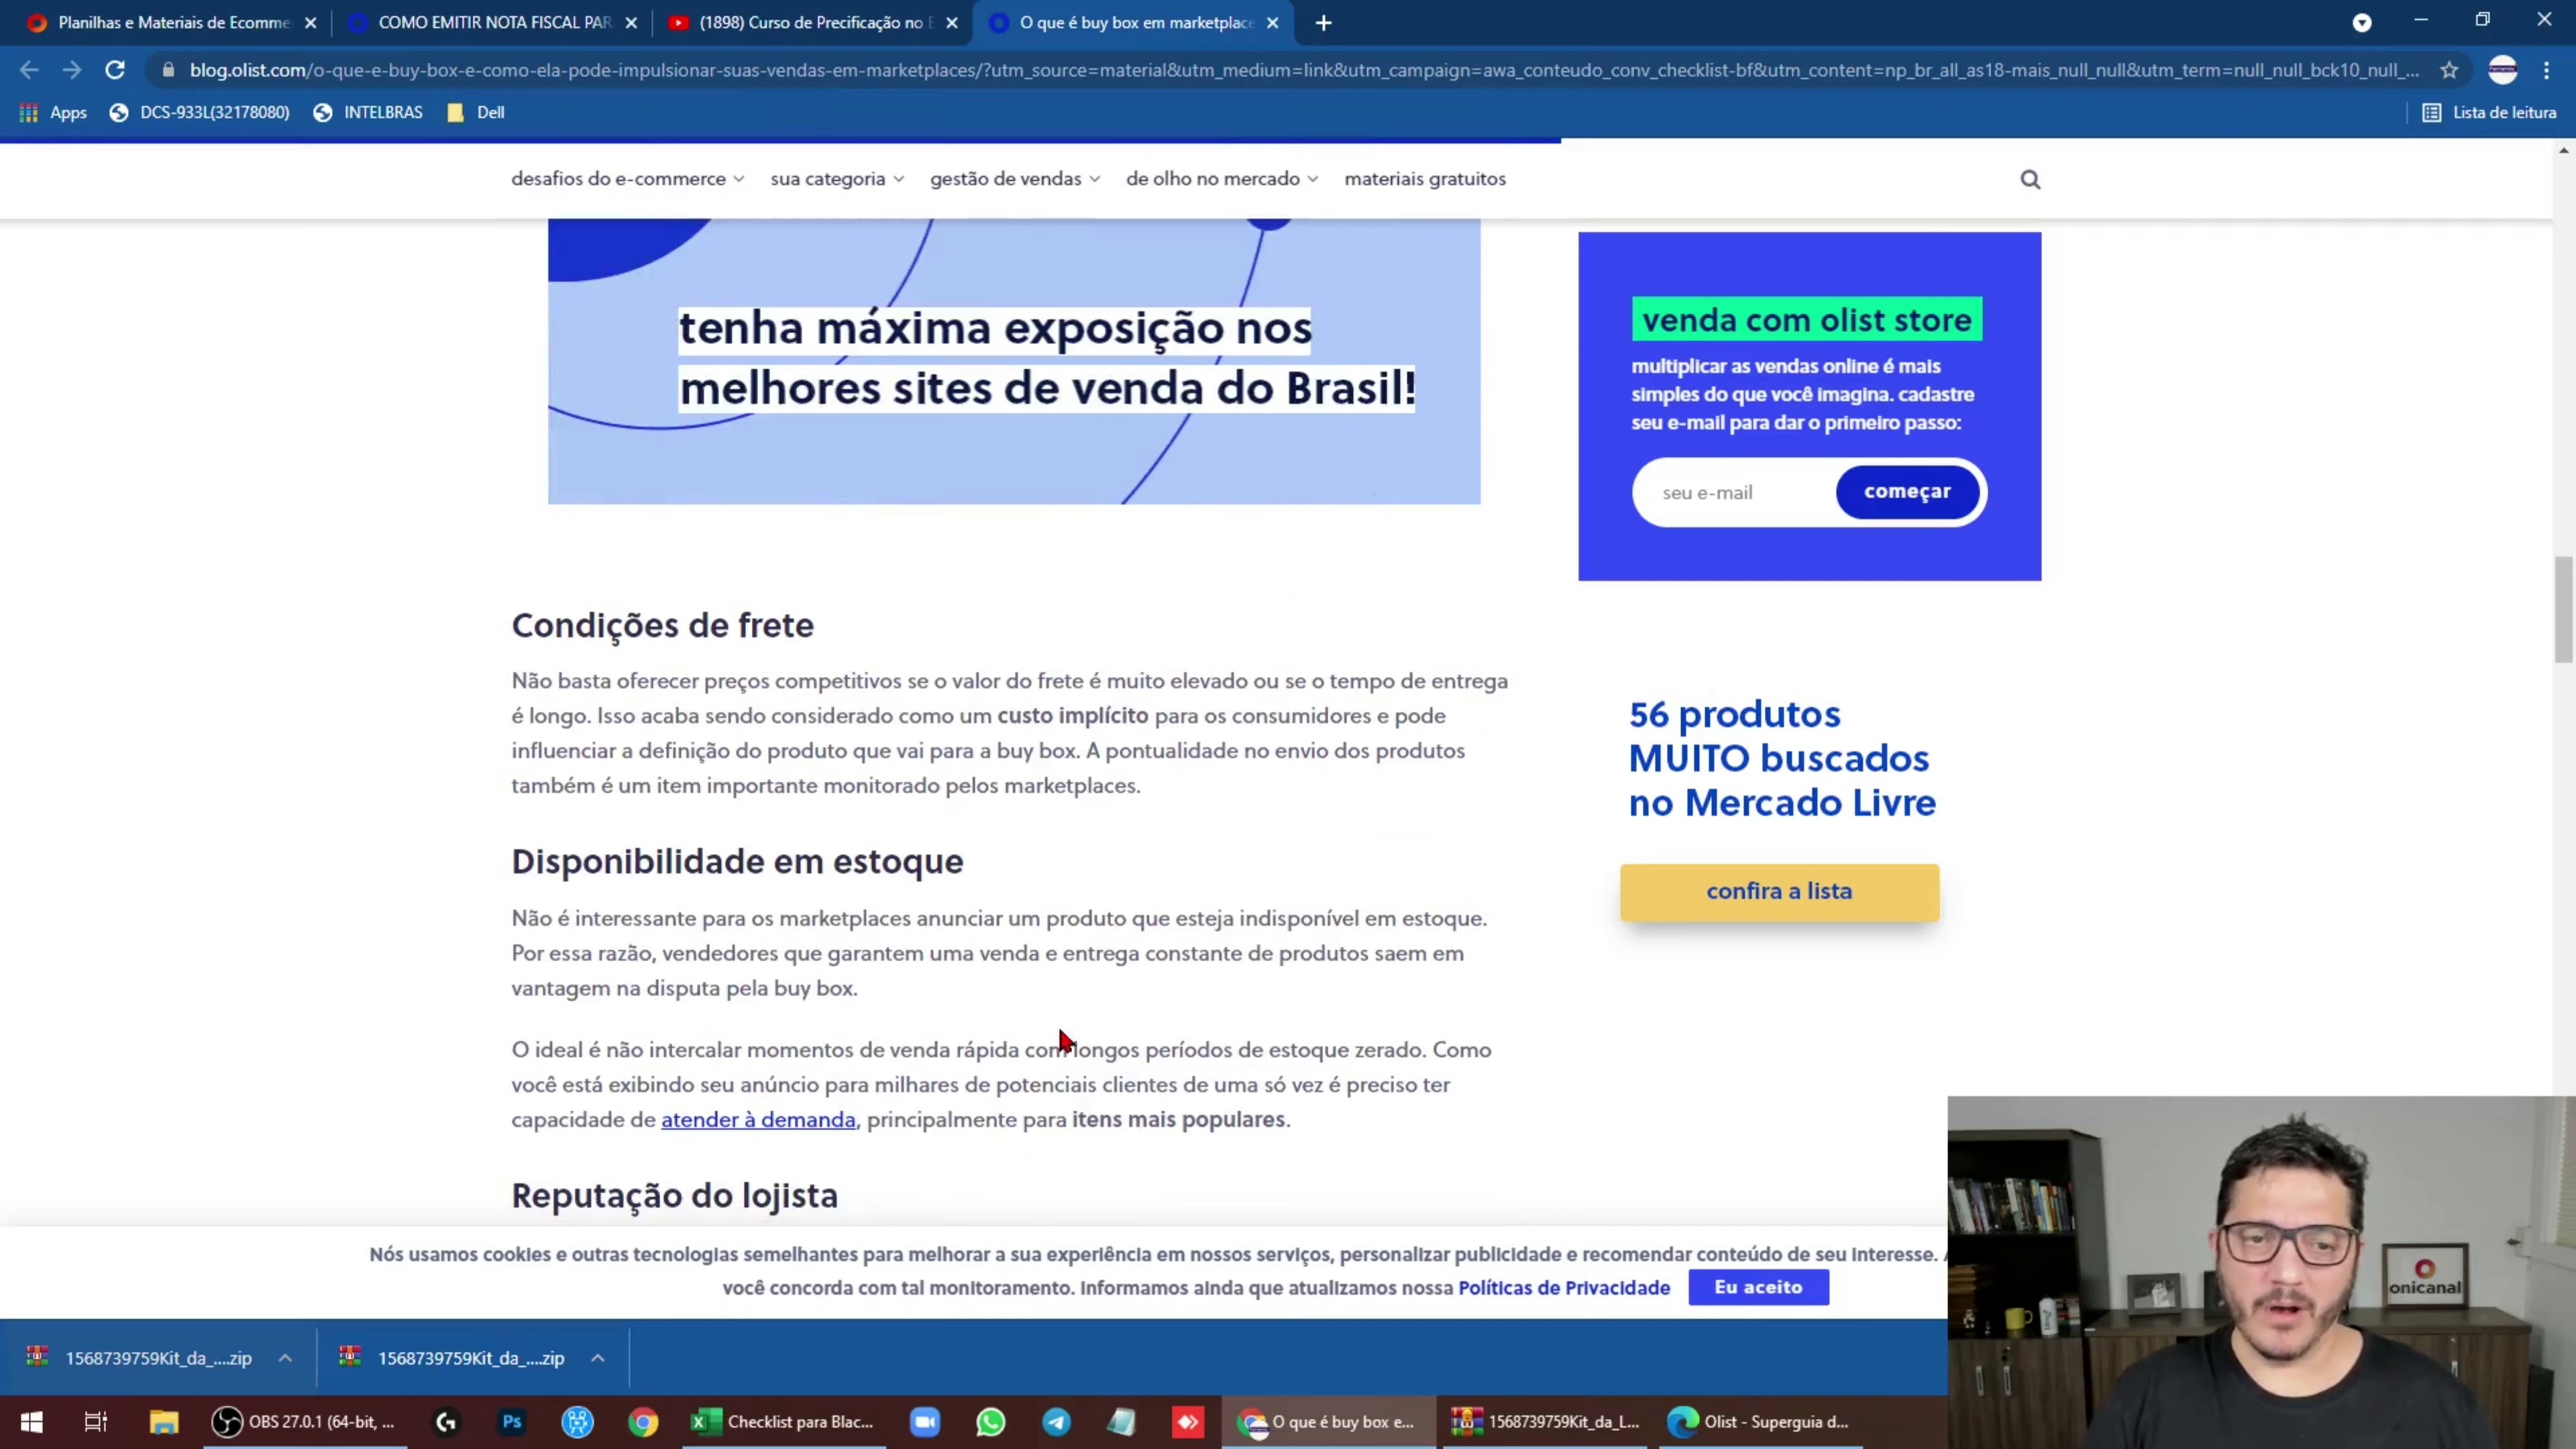 Planilhas e Materiais de Ecomme
COMO EMITIR NOTA FISCAL PAR
(1898) Curso de Precificação no E
O que é buy box em marketplace
blog.olist.com/o-que-e-buy-box-e-como-ela-pode-impulsionar-suas-vendas-em-marketplaces/?utm_source=material&utm_medium=link&utm_campaign=awa_conteudo_conv_checklist-bf&utm_content=np_br_all_as18-mais_null_null&utm_term=null_null_bck10_null_...
Apps
DCS-933L(32178080)
INTELBRAS
Dell
Lista de leitura
desafios do e-commerce
sua categoria
gestão de vendas
de olho no mercado
materiais gratuitos
tenha máxima exposição nos
melhores sites de venda do Brasil!
venda com olist store
multiplicar as vendas online é mais
simples do que você imagina. cadastre
seu e-mail para dar o primeiro passo:
seu e-mail
começar
Condições de frete
Não basta oferecer preços competitivos se o valor do frete é muito elevado ou se o tempo de entrega
é longo. Isso acaba sendo considerado como um custo implícito para os consumidores e pode
influenciar a definição do produto que vai para a buy box. A pontualidade no envio dos produtos
também é um item importante monitorado pelos marketplaces.
56 produtos
MUITO buscados
no Mercado Livre
confira a lista
Disponibilidade em estoque
Não é interessante para os marketplaces anunciar um produto que esteja indisponível em estoque.
Por essa razão, vendedores que garantem uma venda e entrega constante de produtos saem em
vantagem na disputa pela buy box.
O ideal é não intercalar momentos de venda rápida com longos períodos de estoque zerado. Como
você está exibindo seu anúncio para milhares de potenciais clientes de uma só vez é preciso ter
capacidade de atender à demanda, principalmente para itens mais populares.
Reputação do lojista
Nós usamos cookies e outras tecnologias semelhantes para melhorar a sua experiência em nossos serviços, personalizar publicidade e recomendar conteúdo de seu interesse.
você concorda com tal monitoramento. Informamos ainda que atualizamos nossa Políticas de Privacidade
Eu aceito
onicanal
1568739759Kit_da_....zip
1568739759Kit_da_....zip
OBS 27.0.1 (64-bit, ...
Ps
Checklist para Blac...
O que é buy box e...
1568739759Kit_da_L...
Olist - Superguia d...